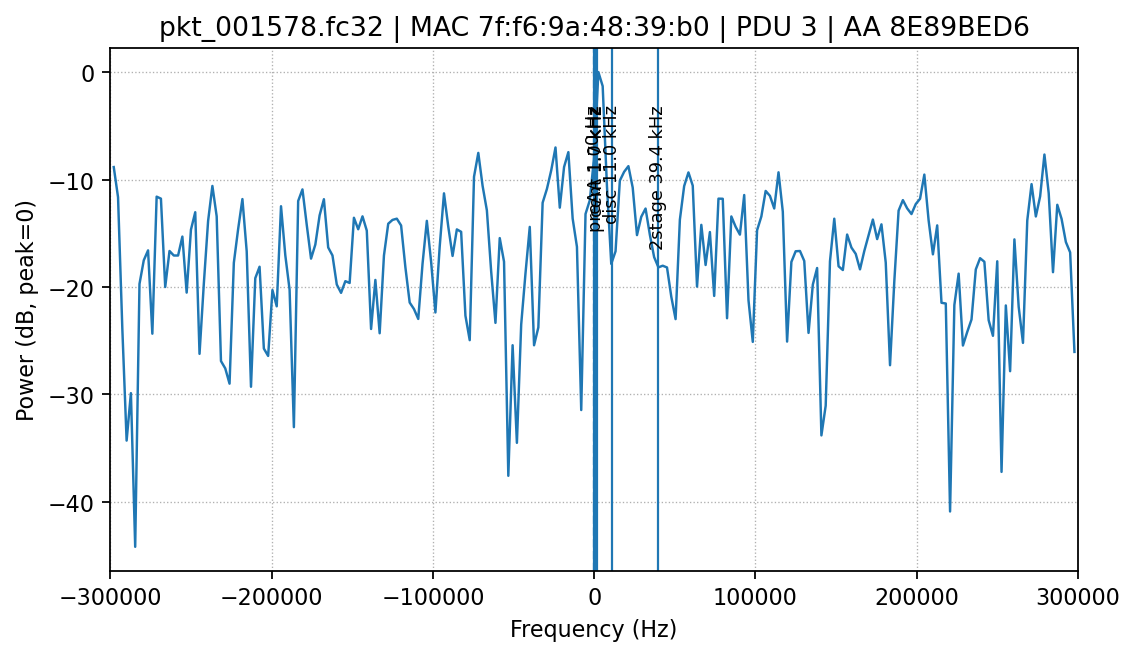 pkt_001578.fc32 | MAC 7f:f6:9a:48:39:b0 | PDU 3 | AA 8E89BED6
Power (dB, peak=0)
0
−10
−20
−30
−40
disc 11.0 kHz
2stage 39.4 kHz
−300000
−200000
−100000
0
100000
200000
300000
Frequency (Hz)